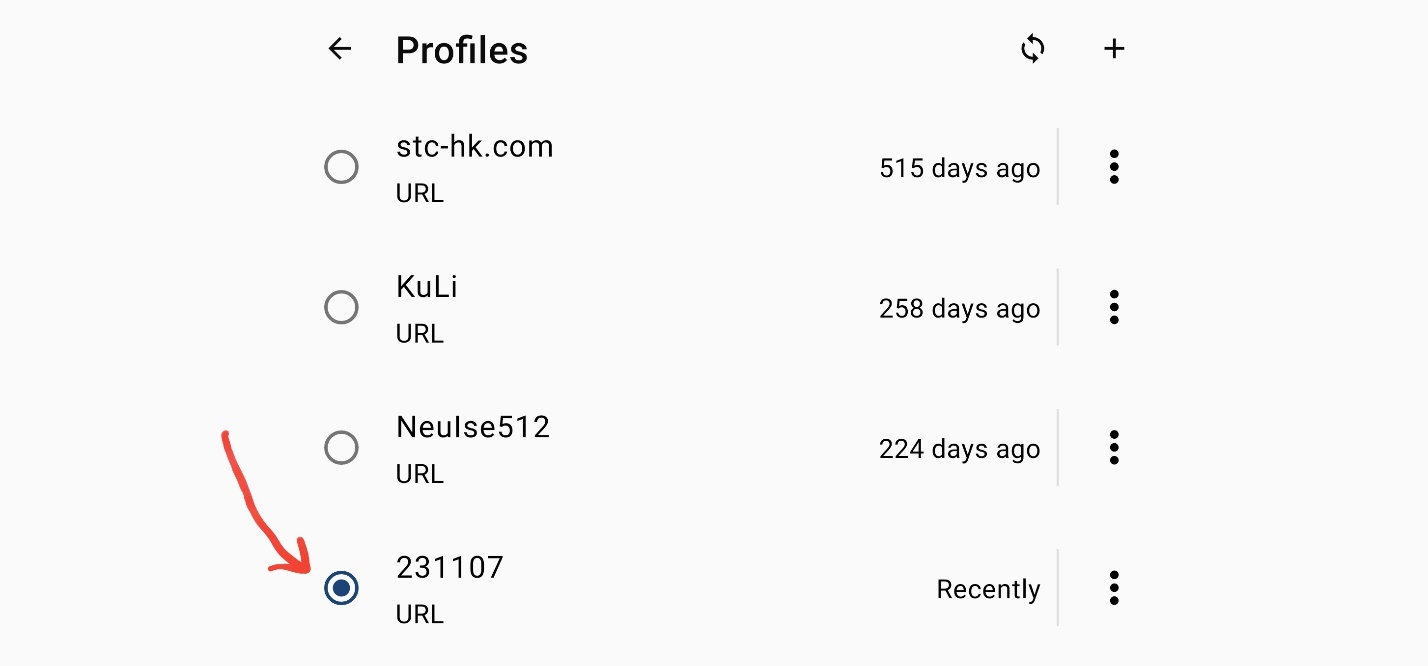 Profiles
stc-hk.com
URL
515 days ago
KuLi
URL
258 days ago
NeuIse512
URL
224 days ago
231107
URL
Recently